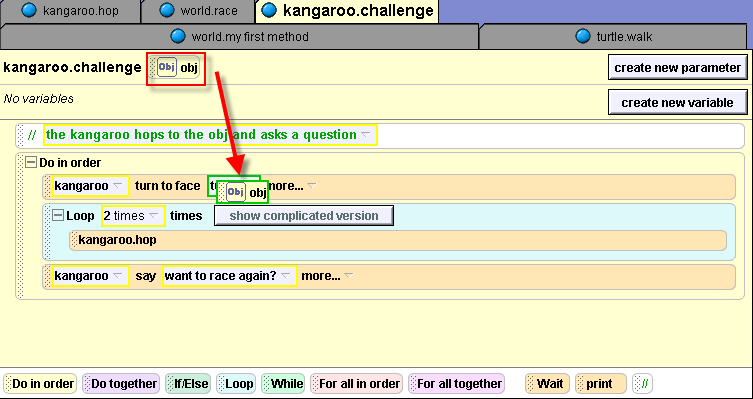 kangaroo.hop world.race kangaroo.challenge
world.my first method turtle.walk
kangaroo.challenge Obj obj create new parameter
No variables create new variable
// the kangaroo hops to the obj and asks a question
Do in order
kangaroo turn to face Obj obj more...
Loop 2 times times show complicated version
kangaroo.hop
kangaroo say want to race again? more...
Do in order Do together If/Else Loop While For all in order For all together Wait print //